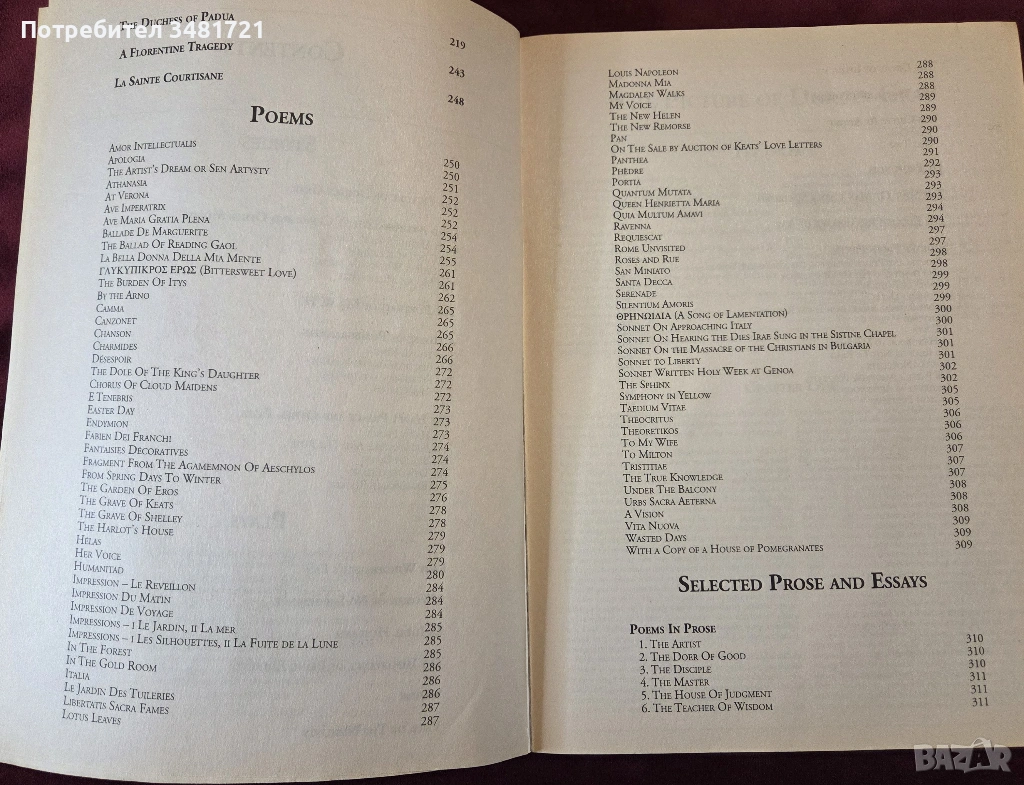 Потребител 3481721
The Duchess of Padua 219
A Florentine Tragedy 243
La Sainte Courtisane 248
Poems
Amor Intellectualis 250
Apologia 250
The Artist's Dream or Sen Artysty 251
Athanasia 252
At Verona 252
Ave Imperatrix 252
Ave Maria Gratia Plena 254
Ballade De Marguerite 254
The Ballad Of Reading Gaol 255
La Bella Donna Della Mia Mente 261
ΓΛΥΚΥΠΙΚΡΟΣ ΕΡΩΣ (Bittersweet Love) 261
The Burden Of Itys 262
By the Arno 265
Camma 265
Canzonet 265
Chanson 266
Charmides 266
Désespoir 272
The Dole Of The King's Daughter 272
Chorus Of Cloud Maidens 272
E Tenebris 273
Easter Day 273
Endymion 273
Fabien Dei Franchi 274
Fantaisies Décoratives 274
Fragment From The Agamemnon Of Aeschylos 274
From Spring Days To Winter 275
The Garden Of Eros 276
The Grave Of Keats 278
The Grave Of Shelley 278
The Harlot's House 279
Helas 279
Her Voice 279
Humanitad 280
Impression – Le Reveillon 284
Impression Du Matin 284
Impression De Voyage 284
Impressions – I Le Jardin, II La mer 285
Impressions – I Les Silhouettes, II La Fuite de la Lune 285
In The Forest 285
In The Gold Room 286
Italia 286
Le Jardin Des Tuileries 286
Libertatis Sacra Fames 287
Lotus Leaves 287
Louis Napoleon 288
Madonna Mia 288
Magdalen Walks 288
My Voice 289
The New Helen 289
The New Remorse 290
Pan 290
On The Sale by Auction of Keats' Love Letters 290
Panthea 291
Phèdre 292
Portia 293
Quantum Mutata 293
Queen Henrietta Maria 293
Quia Multum Amavi 294
Ravenna 294
Requiescat 297
Rome Unvisited 297
Roses and Rue 298
San Miniato 298
Santa Decca 299
Serenade 299
Silentium Amoris 299
ΘΡΗΝΩΙΔΙΑ (A Song of Lamentation) 300
Sonnet On Approaching Italy 300
Sonnet On Hearing the Dies Irae Sung in the Sistine Chapel 301
Sonnet On the Massacre of the Christians in Bulgaria 301
Sonnet to Liberty 301
Sonnet Written Holy Week at Genoa 302
The Sphinx 302
Symphony in Yellow 305
Taedium Vitae 305
Theocritus 306
Theoretikos 306
To My Wife 306
To Milton 307
Tristitiae 307
The True Knowledge 307
Under The Balcony 308
Urbs Sacra Aeterna 308
A Vision 308
Vita Nuova 309
Wasted Days 309
With a Copy of a House of Pomegranates 309
Selected Prose and Essays
Poems In Prose
1. The Artist 310
2. The Doer Of Good 310
3. The Disciple 310
4. The Master 311
5. The House Of Judgment 311
6. The Teacher Of Wisdom 311
BAZAR